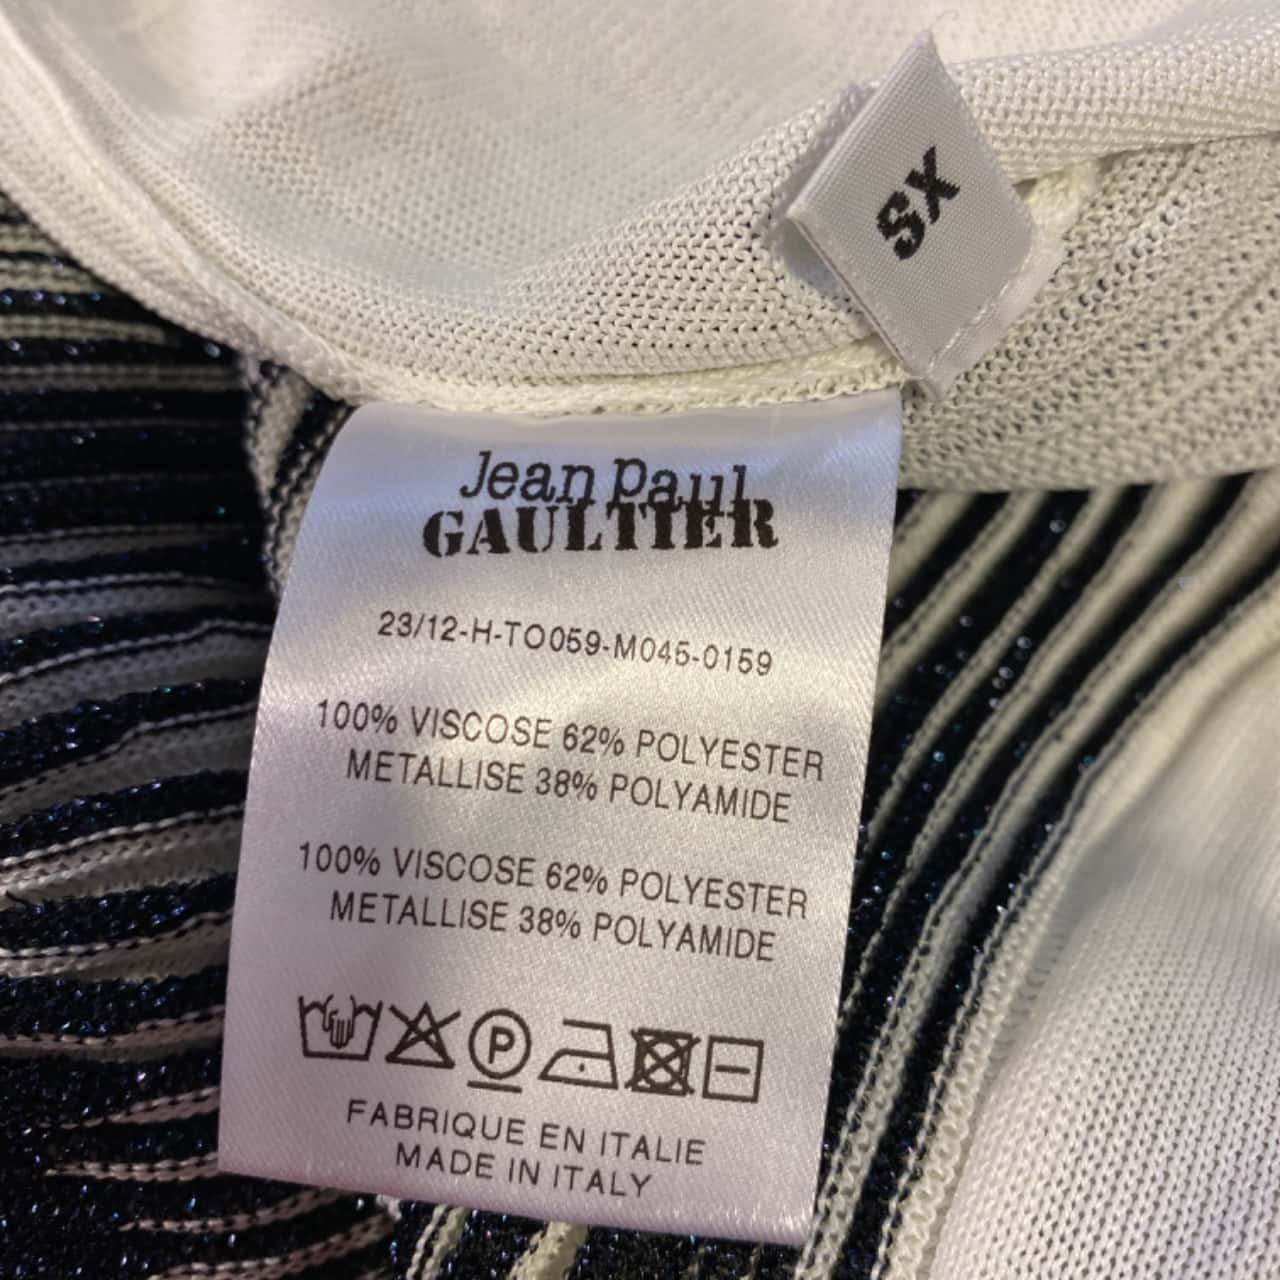 XS
Jean Paul
GAULTIER
23/12-H-TO059-M045-0159
100% VISCOSE 62% POLYESTER
METALLISE 38% POLYAMIDE
100% VISCOSE 62% POLYESTER
METALLISE 38% POLYAMIDE
P
FABRIQUE EN ITALIE
MADE IN ITALY